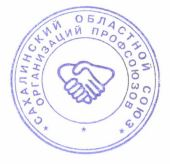 САХАЛИНСКИЙ ОБЛАСТНОЙ СОЮЗ
ОРГАНИЗАЦИЙ ПРОФСОЮЗОВ